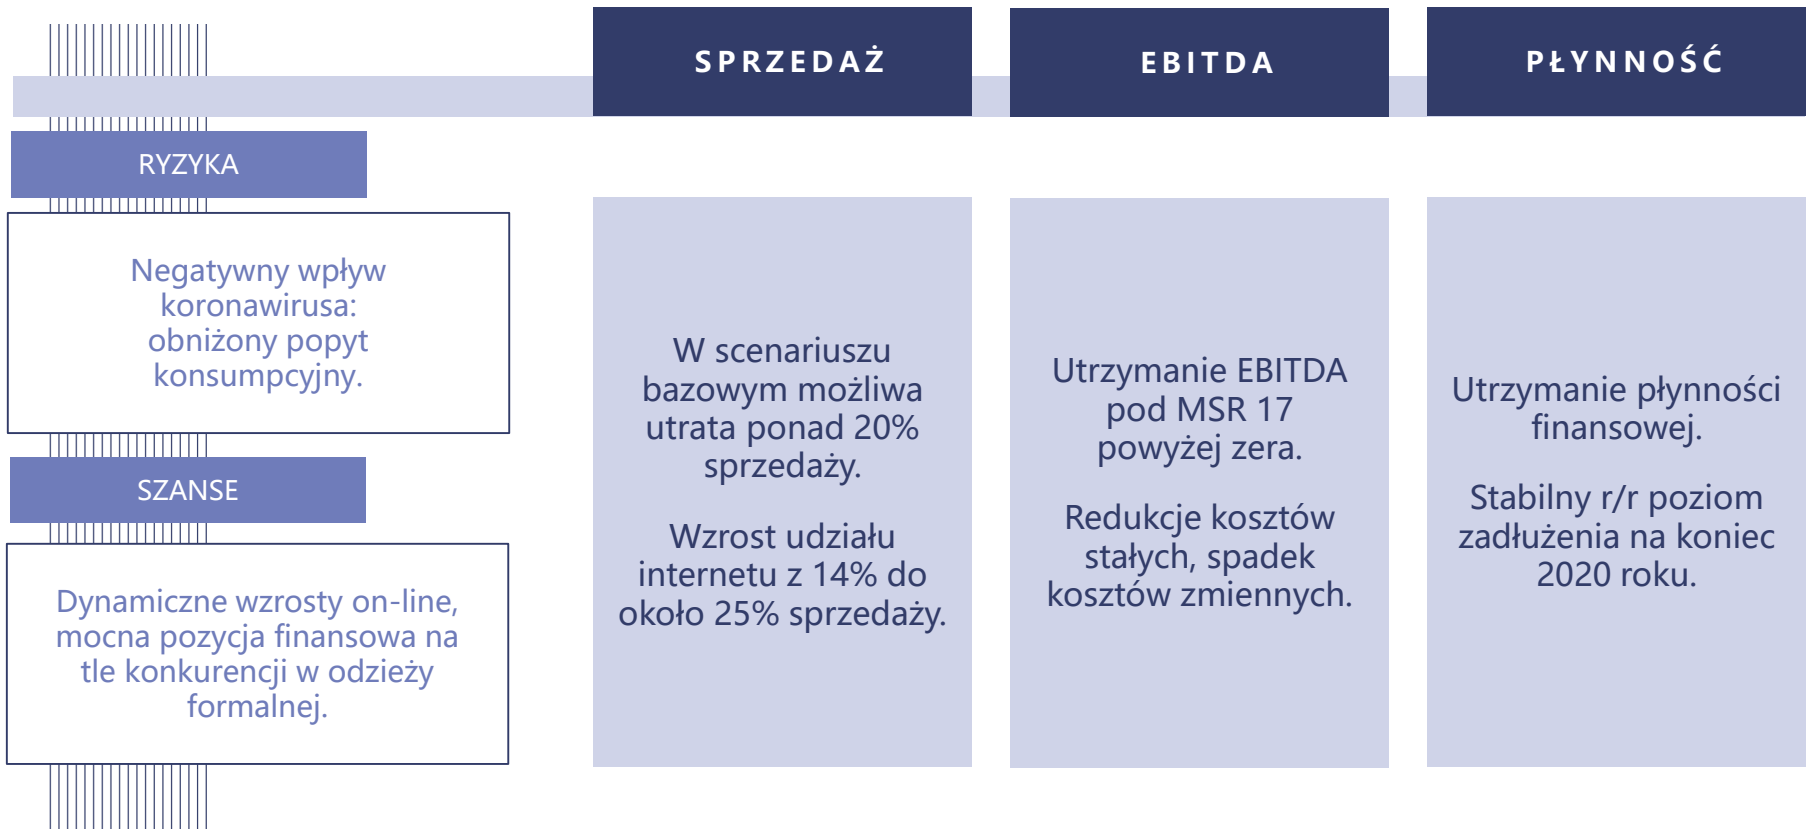 SPRZEDAŻ
EBITDA
PŁYNNOŚĆ
RYZYKA
Negatywny wpływ
koronawirusa:
obniżony popyt
konsumpcyjny.
SZANSE
Dynamiczne wzrosty on-line,
mocna pozycja finansowa na
tle konkurencji w odzieży
formalnej.
W scenariuszu
bazowym możliwa
utrata ponad 20%
sprzedaży.
Wzrost udziału
internetu z 14% do
około 25% sprzedaży.
Utrzymanie EBITDA
pod MSR 17
powyżej zera.
Redukcje kosztów
stałych, spadek
kosztów zmiennych.
Utrzymanie płynności
finansowej.
Stabilny r/r poziom
zadłużenia na koniec
2020 roku.